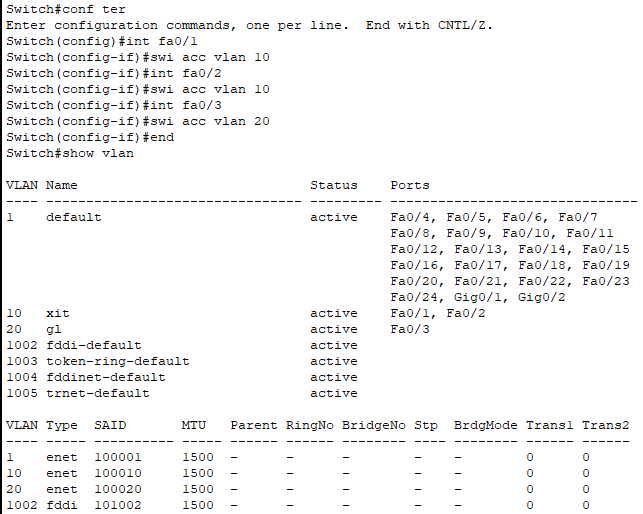 Switch#conf ter
Enter configuration commands, one per line.  End with CNTL/Z.
Switch(config)#int fa0/1
Switch(config-if)#swi acc vlan 10
Switch(config-if)#int fa0/2
Switch(config-if)#swi acc vlan 10
Switch(config-if)#int fa0/3
Switch(config-if)#swi acc vlan 20
Switch(config-if)#end
Switch#show vlan

VLAN Name                             Status    Ports
---- -------------------------------- --------- -------------------------------
1    default                          active    Fa0/4, Fa0/5, Fa0/6, Fa0/7
                                                Fa0/8, Fa0/9, Fa0/10, Fa0/11
                                                Fa0/12, Fa0/13, Fa0/14, Fa0/15
                                                Fa0/16, Fa0/17, Fa0/18, Fa0/19
                                                Fa0/20, Fa0/21, Fa0/22, Fa0/23
                                                Fa0/24, Gig0/1, Gig0/2
10   xit                              active    Fa0/1, Fa0/2
20   gl                               active    Fa0/3
1002 fddi-default                     active
1003 token-ring-default               active
1004 fddinet-default                  active
1005 trnet-default                    active

VLAN Type  SAID       MTU   Parent RingNo BridgeNo Stp  BrdgMode Trans1 Trans2
---- ----- ---------- ----- ------ ------ -------- ---- -------- ------ ------
1    enet  100001     1500  -      -      -        -    -        0      0
10   enet  100010     1500  -      -      -        -    -        0      0
20   enet  100020     1500  -      -      -        -    -        0      0
1002 fddi  101002     1500  -      -      -        -    -        0      0